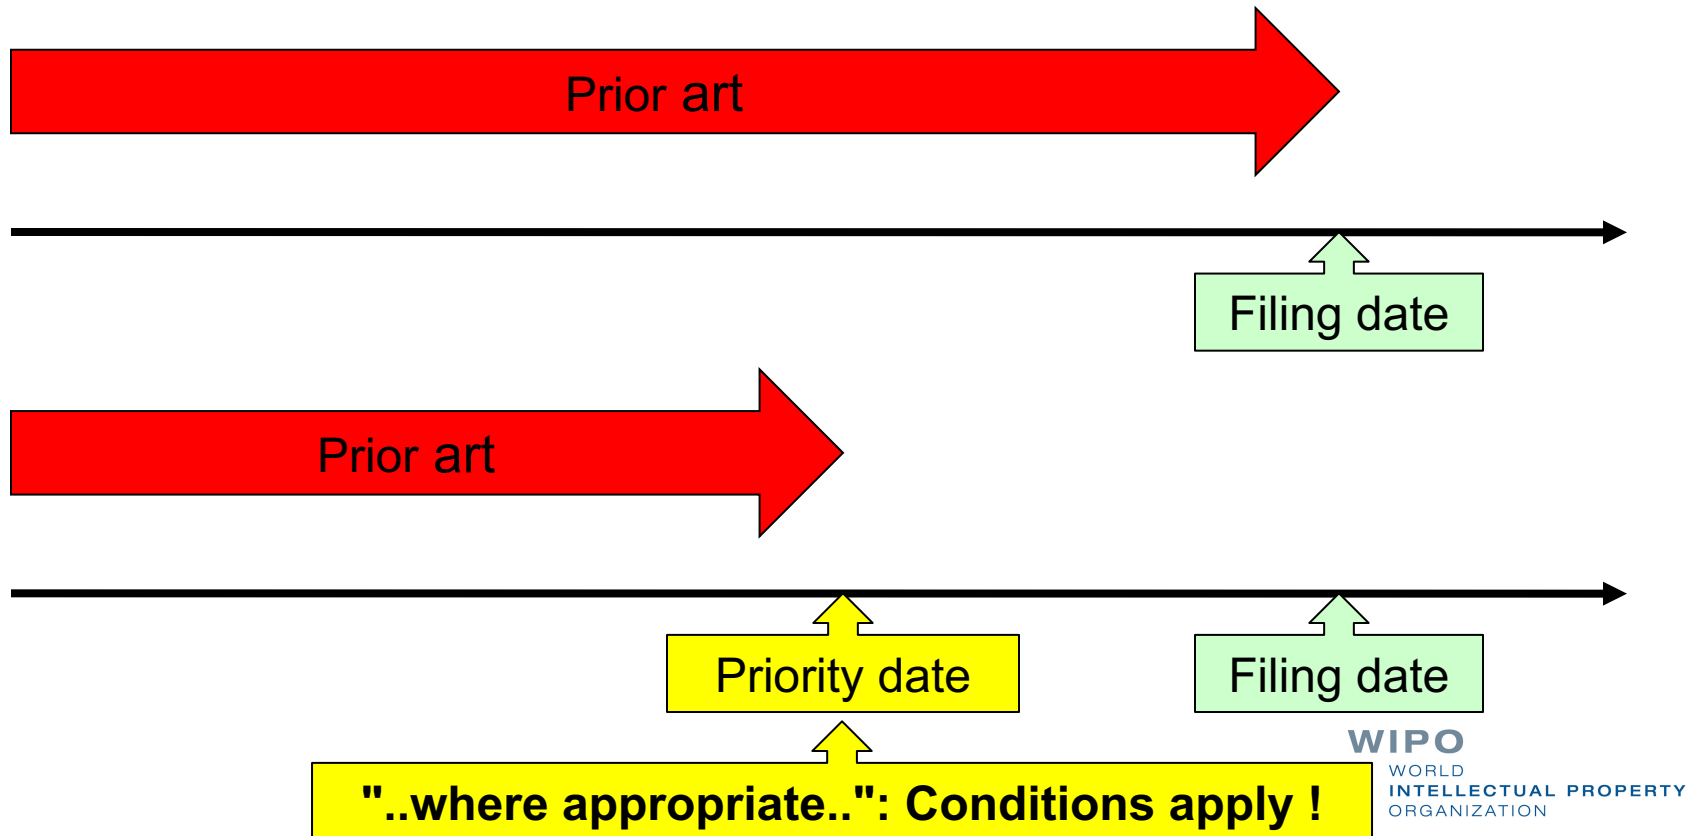 Prior art
Filing date
Prior art
Priority date
Filing date
"..where appropriate..": Conditions apply !
WIPO
WORLD
INTELLECTUAL PROPERTY
ORGANIZATION